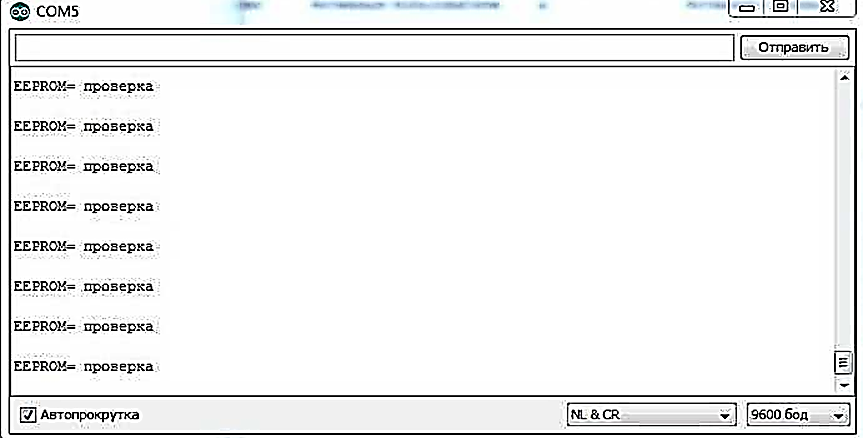 COM5
Отправить
EEPROM= проверка
EEPROM= проверка
EEPROM= проверка
EEPROM= проверка
EEPROM= проверка
EEPROM= проверка
EEPROM= проверка
EEPROM= проверка
Автопрокрутка NL & CR 9600 бод